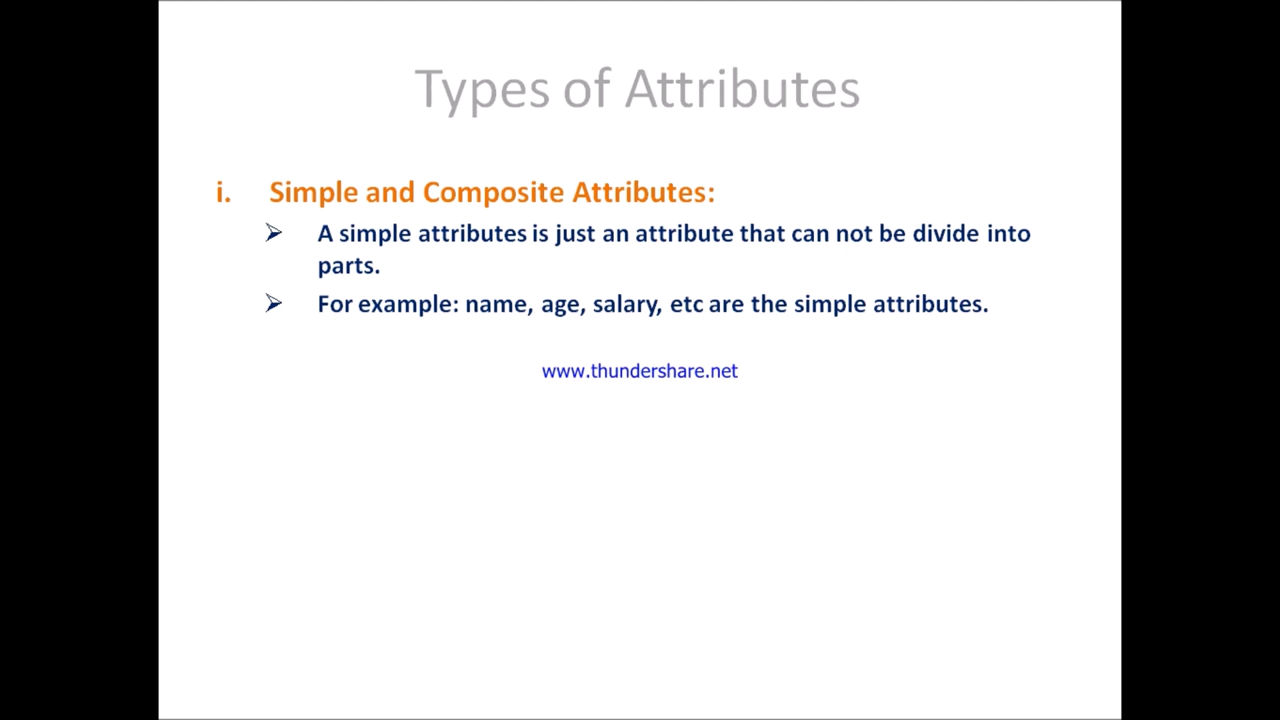 Types of Attributes
i. Simple and Composite Attributes:
➢ A simple attributes is just an attribute that can not be divide into
parts.
➢ For example: name, age, salary, etc are the simple attributes.
www.thundershare.net